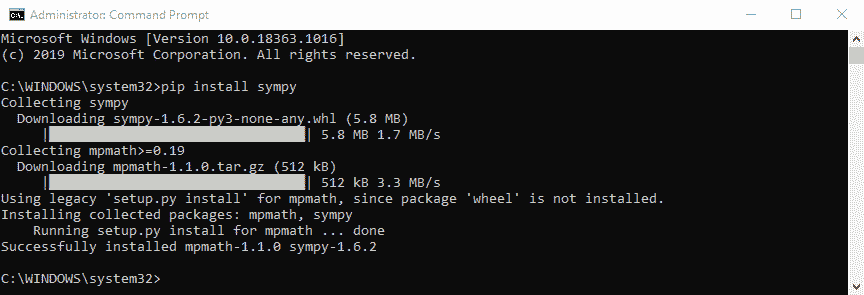 Administrator: Command Prompt
Microsoft Windows [Version 10.0.18363.1016]
(c) 2019 Microsoft Corporation. All rights reserved.
C:\WINDOWS\system32>pip install sympy
Collecting sympy
  Downloading sympy-1.6.2-py3-none-any.whl (5.8 MB)
     |████████████████████████████████| 5.8 MB 1.7 MB/s
Collecting mpmath>=0.19
  Downloading mpmath-1.1.0.tar.gz (512 kB)
     |████████████████████████████████| 512 kB 3.3 MB/s
Using legacy 'setup.py install' for mpmath, since package 'wheel' is not installed.
Installing collected packages: mpmath, sympy
    Running setup.py install for mpmath ... done
Successfully installed mpmath-1.1.0 sympy-1.6.2
C:\WINDOWS\system32>